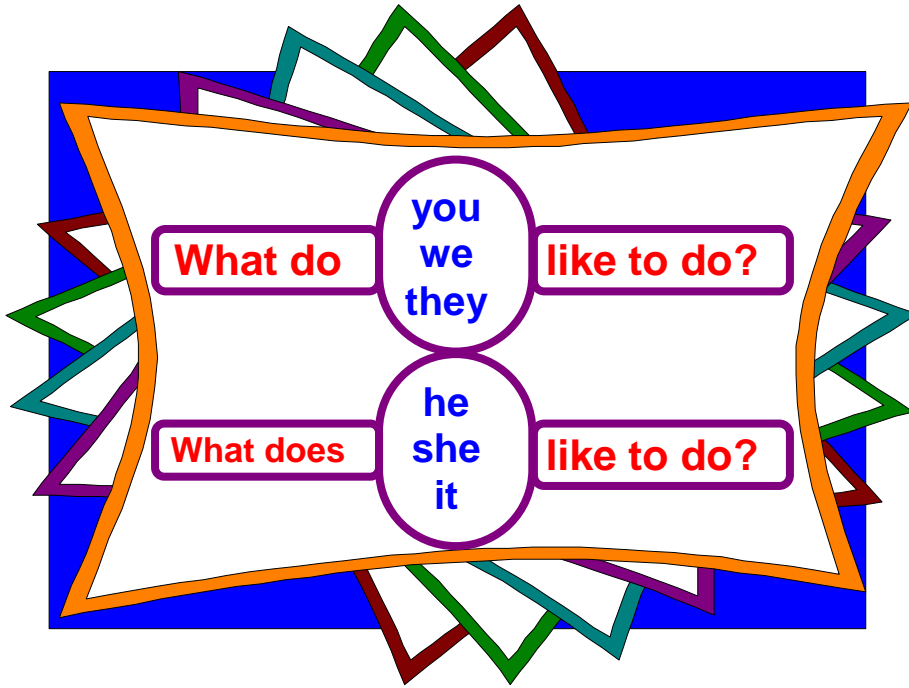 you
we
they
What do
like to do?
he
she
it
What does
like to do?